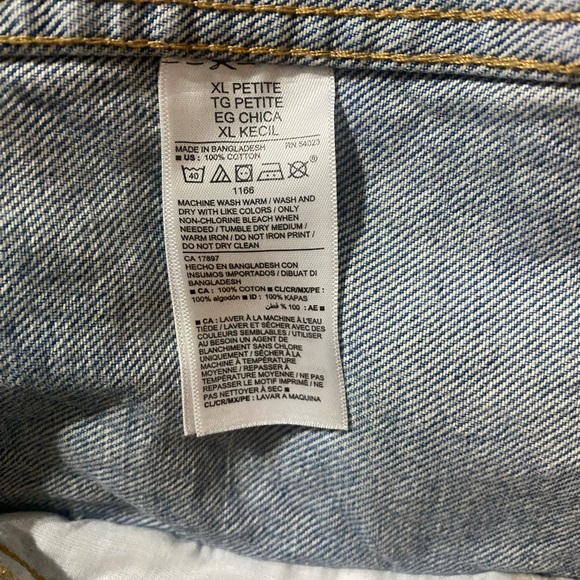 XL PETITE
TG PETITE
EG CHICA
XL KECIL
MADE IN BANGLADESH RN 54023
■ US : 100% COTTON
40
1166
MACHINE WASH WARM / WASH AND
DRY WITH LIKE COLORS / ONLY
NON-CHLORINE BLEACH WHEN
NEEDED / TUMBLE DRY MEDIUM /
WARM IRON / DO NOT IRON PRINT /
DO NOT DRY CLEAN
CA 17897
HECHO EN BANGLADESH CON
INSUMOS IMPORTADOS / DIBUAT DI
BANGLADESH
■ CA : 100% COTON ■ CL/CR/MX/PE :
100% algodón ■ ID : 100% KAPAS
■ AE : 100 % قطن
■ CA : LAVER À LA MACHINE À L'EAU
TIÈDE / LAVER ET SÉCHER AVEC DES
COULEURS SEMBLABLES / UTILISER
AU BESOIN UN AGENT DE
BLANCHIMENT SANS CHLORE
UNIQUEMENT / SÉCHER À LA
MACHINE À TEMPÉRATURE
MOYENNE / REPASSER À
TEMPÉRATURE MOYENNE / NE PAS
REPASSER LE MOTIF IMPRIMÉ / NE
PAS NETTOYER À SEC ■
CL/CR/MX/PE: LAVAR A MAQUINA